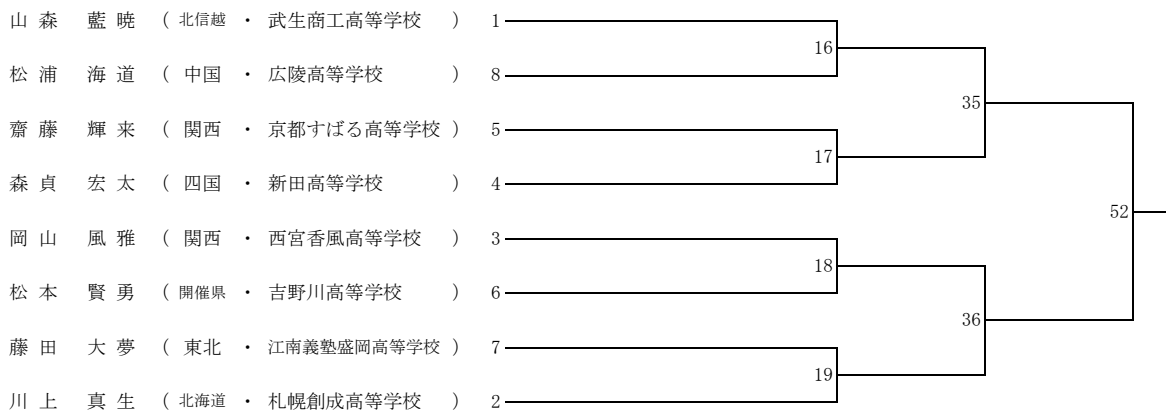 山森 藍暁 ( 北信越 ・ 武生商工高等学校 ) 1
16
松浦 海道 ( 中国 ・ 広陵高等学校 ) 8
35
齋藤 輝来 ( 関西 ・ 京都すばる高等学校 ) 5
17
森貞 宏太 ( 四国 ・ 新田高等学校 ) 4
52
岡山 風雅 ( 関西 ・ 西宮香風高等学校 ) 3
18
松本 賢勇 ( 開催県 ・ 吉野川高等学校 ) 6
36
藤田 大夢 ( 東北 ・ 江南義塾盛岡高等学校 ) 7
19
川上 真生 ( 北海道 ・ 札幌創成高等学校 ) 2